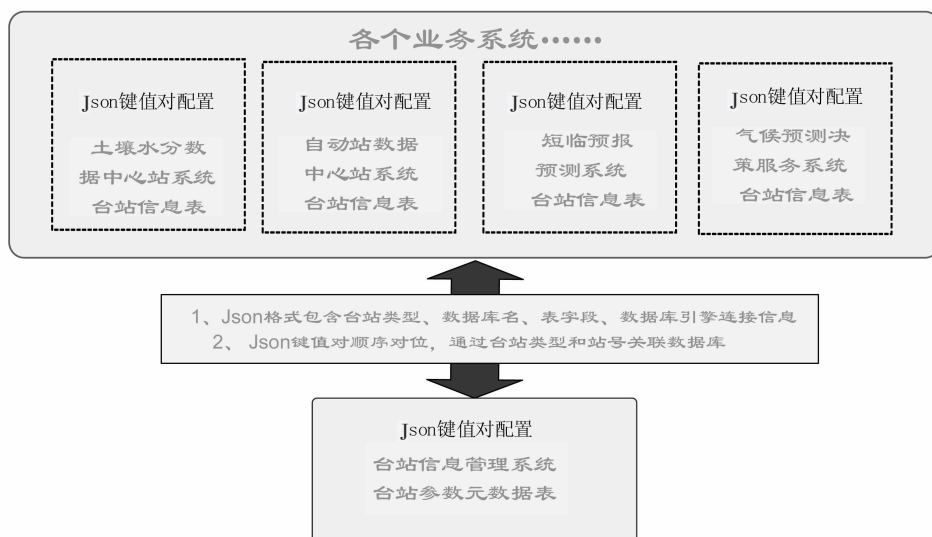 各个业务系统······
Json键值对配置
土壤水分数
据中心站系统
台站信息表
Json键值对配置
自动站数据
中心站系统
台站信息表
Json键值对配置
短临预报
预测系统
台站信息表
Json键值对配置
气候预测决
策服务系统
台站信息表
1、Json格式包含台站类型、数据库名、表字段、数据库引擎连接信息
2、 Json键值对顺序对位，通过台站类型和站号关联数据库
Json键值对配置
台站信息管理系统
台站参数元数据表